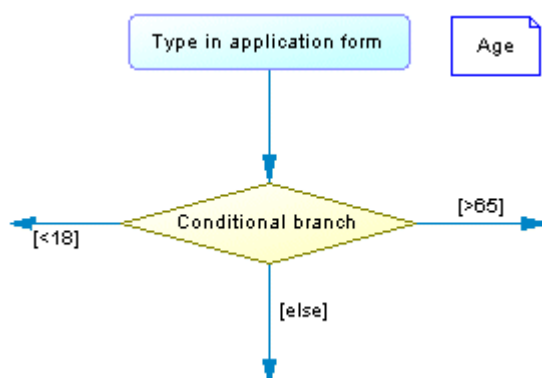 Type in application form
Age
Conditional branch
[>65]
[<18]
[else]